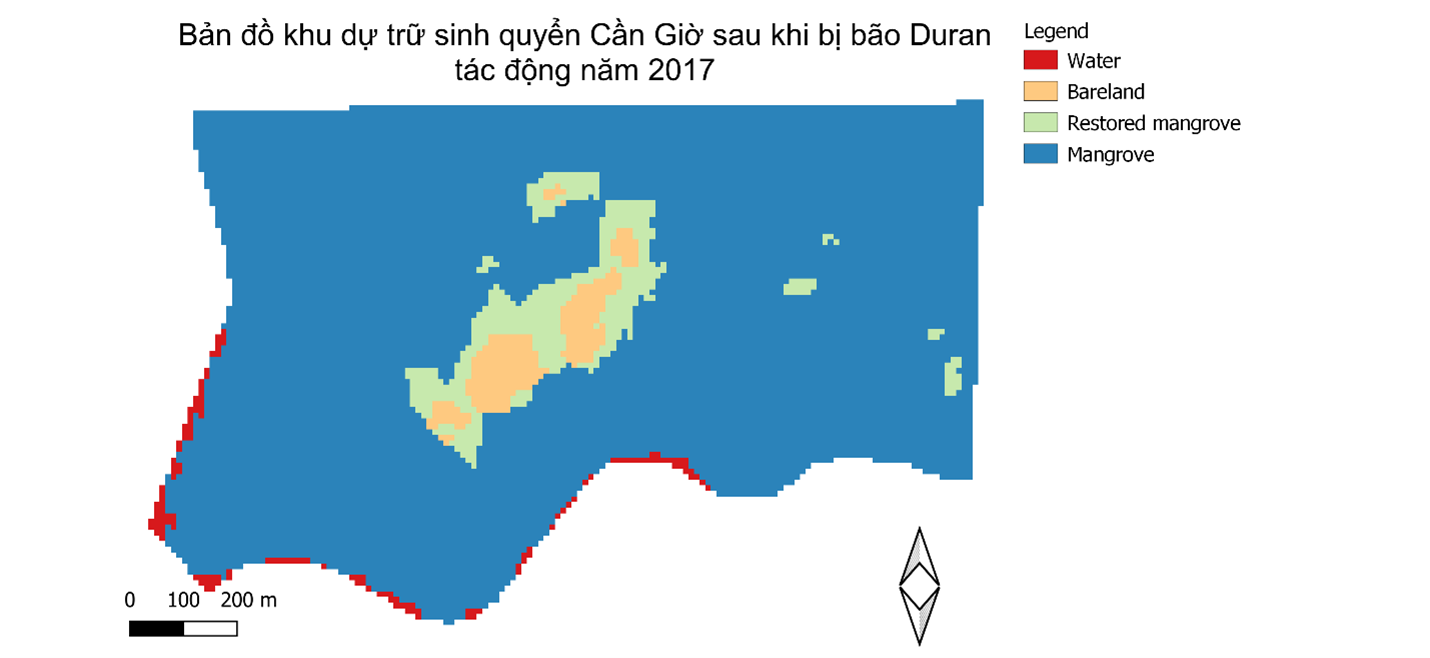 Bản đồ khu dự trữ sinh quyển Cần Giờ sau khi bị bão Duran
tác động năm 2017
Legend
Water
Bareland
Restored mangrove
Mangrove
0 100 200 m